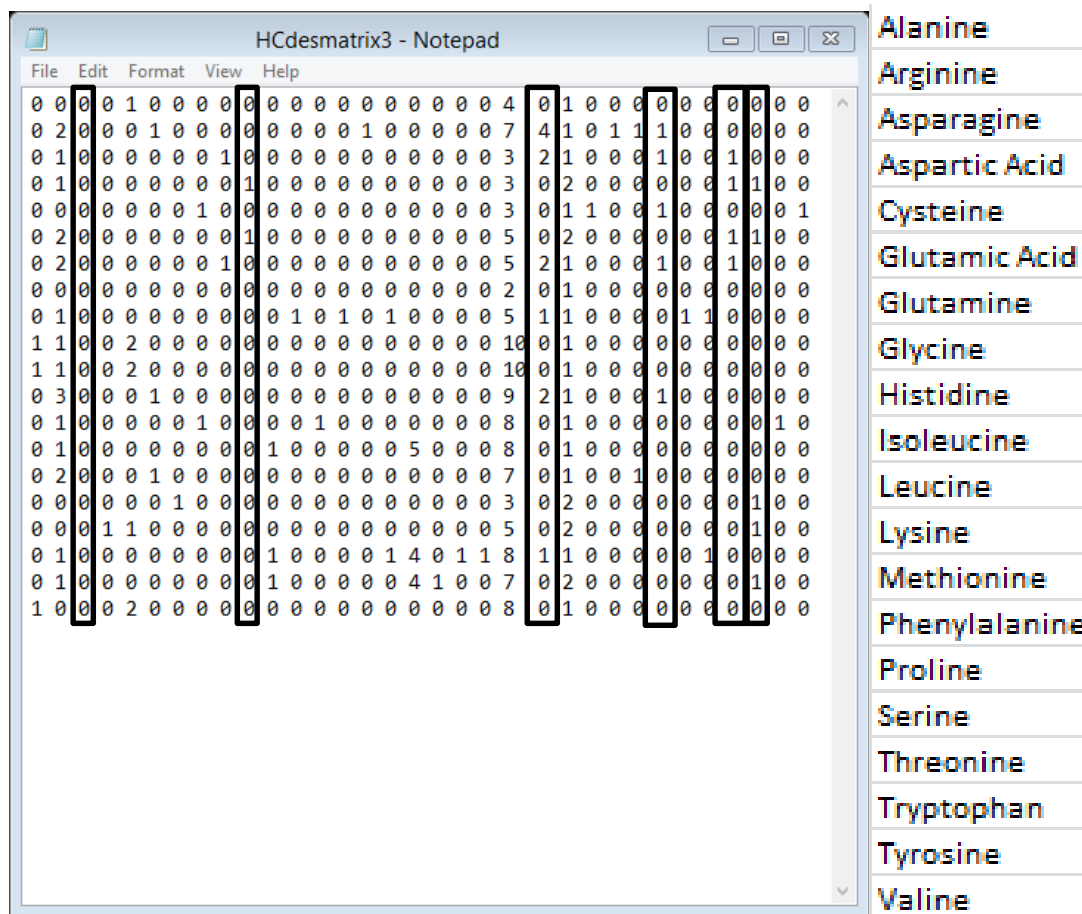 HCdesmatrix3 - Notepad
File Edit Format View Help
0 0 0 0 1 0 0 0 0 0 0 0 0 0 0 0 0 0 0 0 4 0 1 0 0 0 0 0 0 0 0 0 0
0 2 0 0 0 1 0 0 0 0 0 0 0 0 1 0 0 0 0 0 7 4 1 0 1 1 1 0 0 0 0 0 0
0 1 0 0 0 0 0 0 1 0 0 0 0 0 0 0 0 0 0 0 3 2 1 0 0 0 1 0 0 1 0 0 0
0 1 0 0 0 0 0 0 0 1 0 0 0 0 0 0 0 0 0 0 3 0 2 0 0 0 0 0 0 1 1 0 0
0 0 0 0 0 0 0 1 0 0 0 0 0 0 0 0 0 0 0 0 3 0 1 1 0 0 1 0 0 0 0 0 1
0 2 0 0 0 0 0 0 0 1 0 0 0 0 0 0 0 0 0 0 5 0 2 0 0 0 0 0 0 1 1 0 0
0 2 0 0 0 0 0 0 1 0 0 0 0 0 0 0 0 0 0 0 5 2 1 0 0 0 1 0 0 1 0 0 0
0 0 0 0 0 0 0 0 0 0 0 0 0 0 0 0 0 0 0 0 2 0 1 0 0 0 0 0 0 0 0 0 0
0 1 0 0 0 0 0 0 0 0 0 1 0 1 0 1 0 0 0 0 5 1 1 0 0 0 0 1 1 0 0 0 0
1 1 0 0 2 0 0 0 0 0 0 0 0 0 0 0 0 0 0 0 10 0 1 0 0 0 0 0 0 0 0 0 0
1 1 0 0 2 0 0 0 0 0 0 0 0 0 0 0 0 0 0 0 10 0 1 0 0 0 0 0 0 0 0 0 0
0 3 0 0 0 1 0 0 0 0 0 0 0 0 0 0 0 0 0 0 9 2 1 0 0 0 1 0 0 0 0 0 0
0 1 0 0 0 0 0 1 0 0 0 0 1 0 0 0 0 0 0 0 8 0 1 0 0 0 0 0 0 0 0 1 0
0 1 0 0 0 0 0 0 0 0 1 0 0 0 0 0 5 0 0 0 8 0 1 0 0 0 0 0 0 0 0 0 0
0 2 0 0 0 1 0 0 0 0 0 0 0 0 0 0 0 0 0 0 7 0 1 0 0 1 0 0 0 0 0 0 0
0 0 0 0 0 0 1 0 0 0 0 0 0 0 0 0 0 0 0 0 3 0 2 0 0 0 0 0 0 0 1 0 0
0 0 0 1 1 0 0 0 0 0 0 0 0 0 0 0 0 0 0 0 5 0 2 0 0 0 0 0 0 0 1 0 0
0 1 0 0 0 0 0 0 0 0 1 0 0 0 0 1 4 0 1 1 8 1 1 0 0 0 0 0 1 0 0 0 0
0 1 0 0 0 0 0 0 0 0 1 0 0 0 0 0 4 1 0 0 7 0 2 0 0 0 0 0 0 0 1 0 0
1 0 0 0 2 0 0 0 0 0 0 0 0 0 0 0 0 0 0 0 8 0 1 0 0 0 0 0 0 0 0 0 0
Alanine
Arginine
Asparagine
Aspartic Acid
Cysteine
Glutamic Acid
Glutamine
Glycine
Histidine
Isoleucine
Leucine
Lysine
Methionine
Phenylalanine
Proline
Serine
Threonine
Tryptophan
Tyrosine
Valine